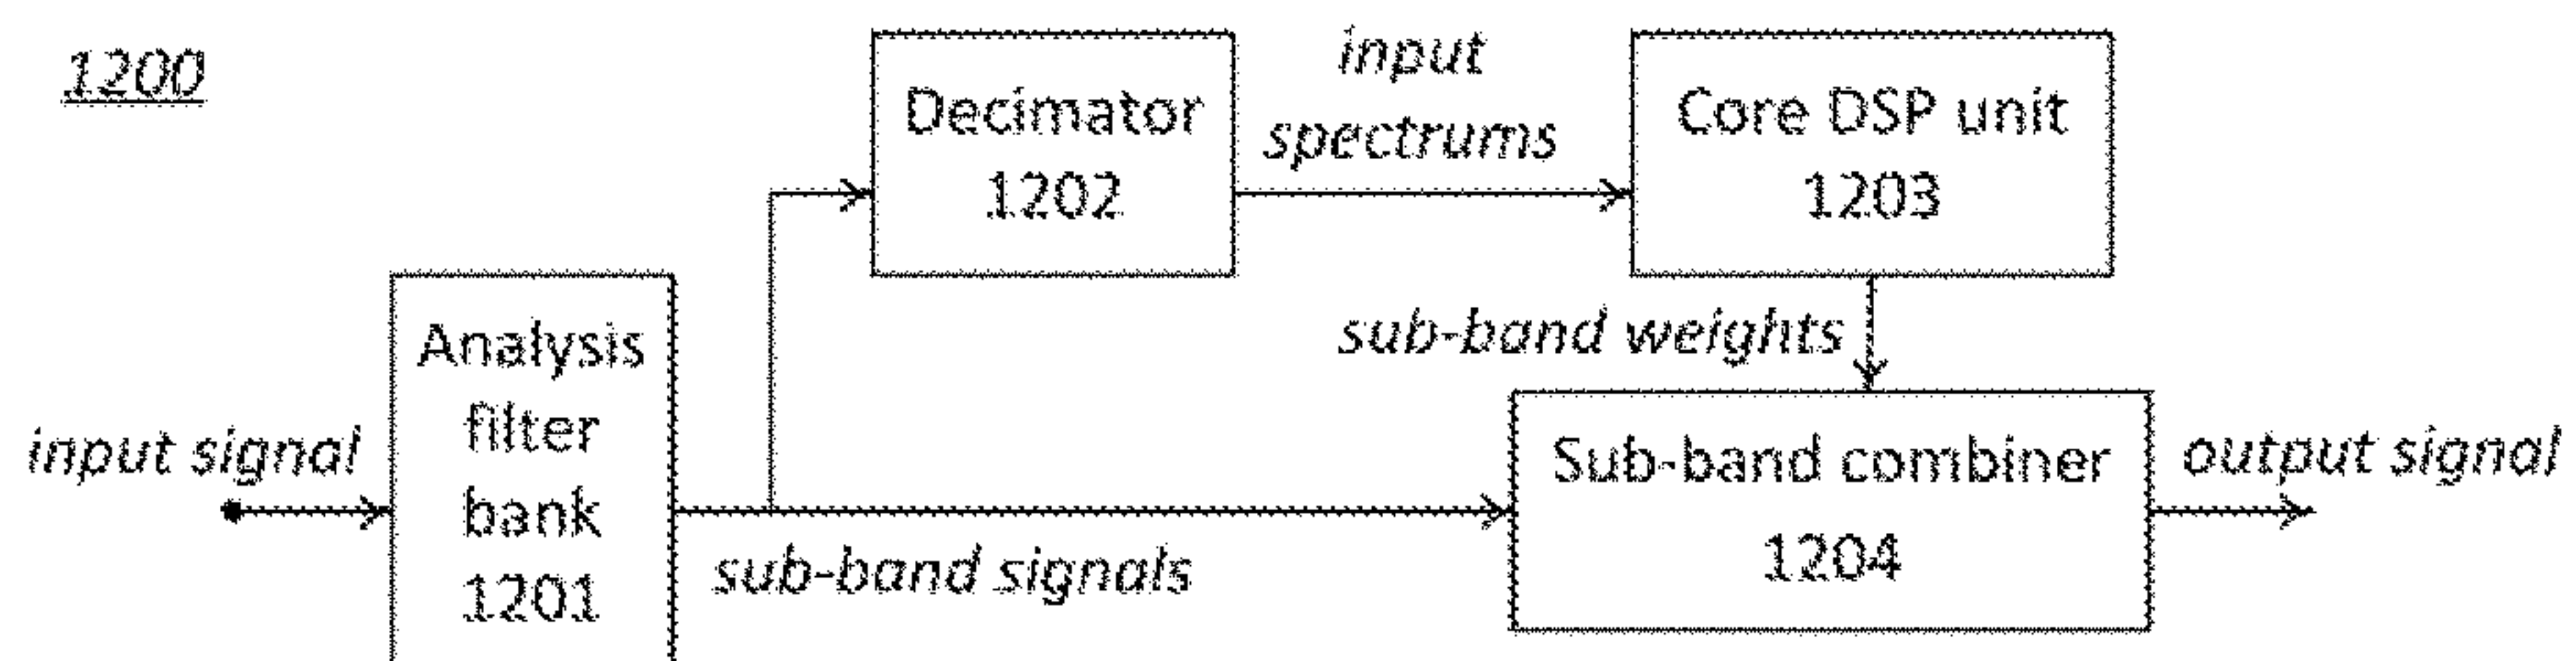 1200
Decimator
1202
input
spectrums
Core DSP unit
1203
sub-band weights
Analysis
filter
bank
1201
input signal
sub-band signals
Sub-band combiner
1204
output signal